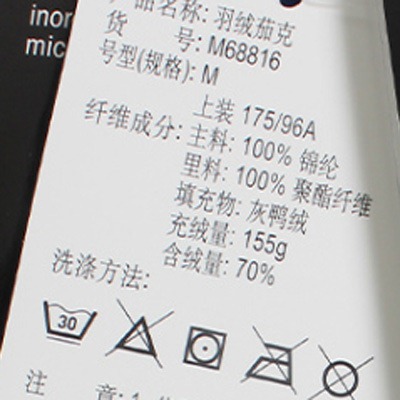 inor
mic
产品名称: 羽绒茄克
货 号: M68816
号型(规格): M
上装 175/96A
纤维成分: 主料: 100% 锦纶
里料: 100% 聚酯纤维
填充物: 灰鸭绒
充绒量: 155g
含绒量: 70%
洗涤方法:
30
注 意: 1.